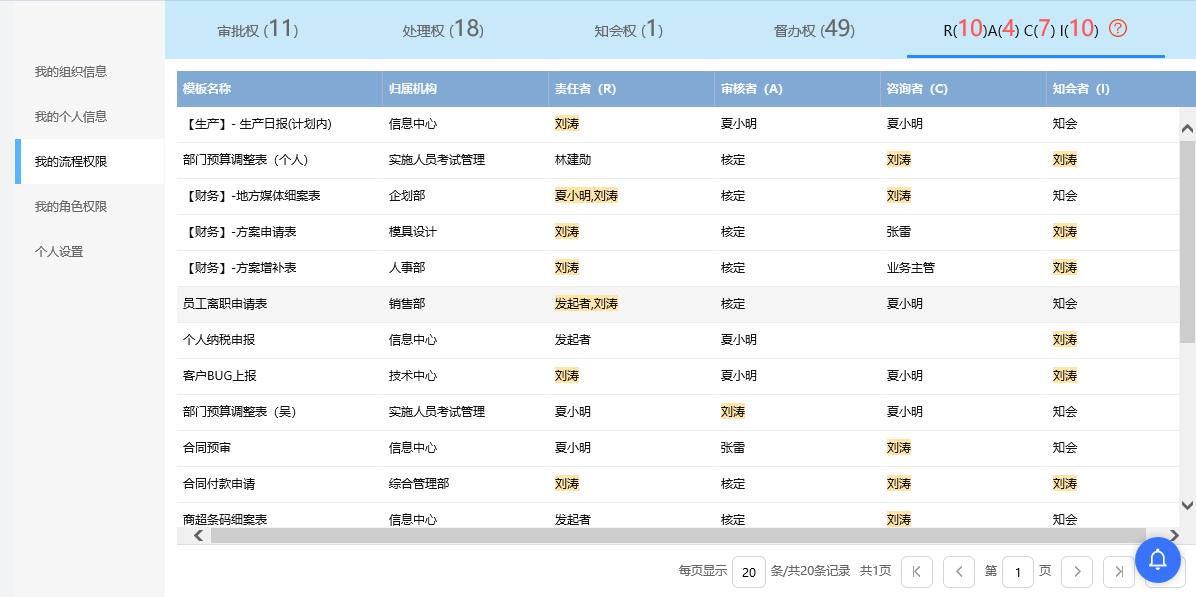 审批权 (11) 处理权 (18) 知会权 (1) 督办权 (49) R(10)A(4) C(7) I(10) ?
我的组织信息
我的个人信息
我的流程权限
我的角色权限
个人设置
模板名称 归属机构 责任者（R） 审核者（A） 咨询者（C） 知会者（I）
【生产】- 生产日报(计划内) 信息中心 刘涛 夏小明 夏小明 知会
部门预算调整表（个人） 实施人员考试管理 林建勋 核定 刘涛 刘涛
【财务】-地方媒体细案表 企划部 夏小明,刘涛 核定 刘涛 知会
【财务】-方案申请表 模具设计 刘涛 核定 张雷 刘涛
【财务】-方案增补表 人事部 刘涛 核定 业务主管 刘涛
员工离职申请表 销售部 发起者,刘涛 核定 夏小明 知会
个人纳税申报 信息中心 发起者 夏小明 刘涛
客户BUG上报 技术中心 刘涛 夏小明 夏小明 刘涛
部门预算调整表（吴） 实施人员考试管理 夏小明 刘涛 夏小明 知会
合同预审 信息中心 夏小明 张雷 刘涛 知会
合同付款申请 综合管理部 刘涛 核定 刘涛 刘涛
商超条码细案表 信息中心 发起者 核定 刘涛 知会
每页显示 20 条/共20条记录 共1页 第 1 页